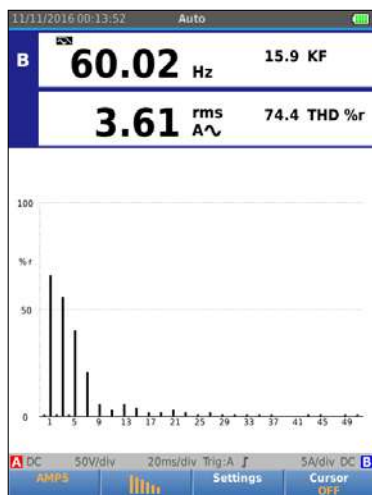 11/11/2016 00:13:52 Auto
B 60.02 Hz 15.9 KF
3.61 rms A∿ 74.4 THD %r
100
%r
50
0
1 5 9 13 17 21 25 29 33 37 41 45 49
A DC 50V/div 20ms/div Trig:A ʃ 5A/div DC B
AMPS Settings Cursor
OFF